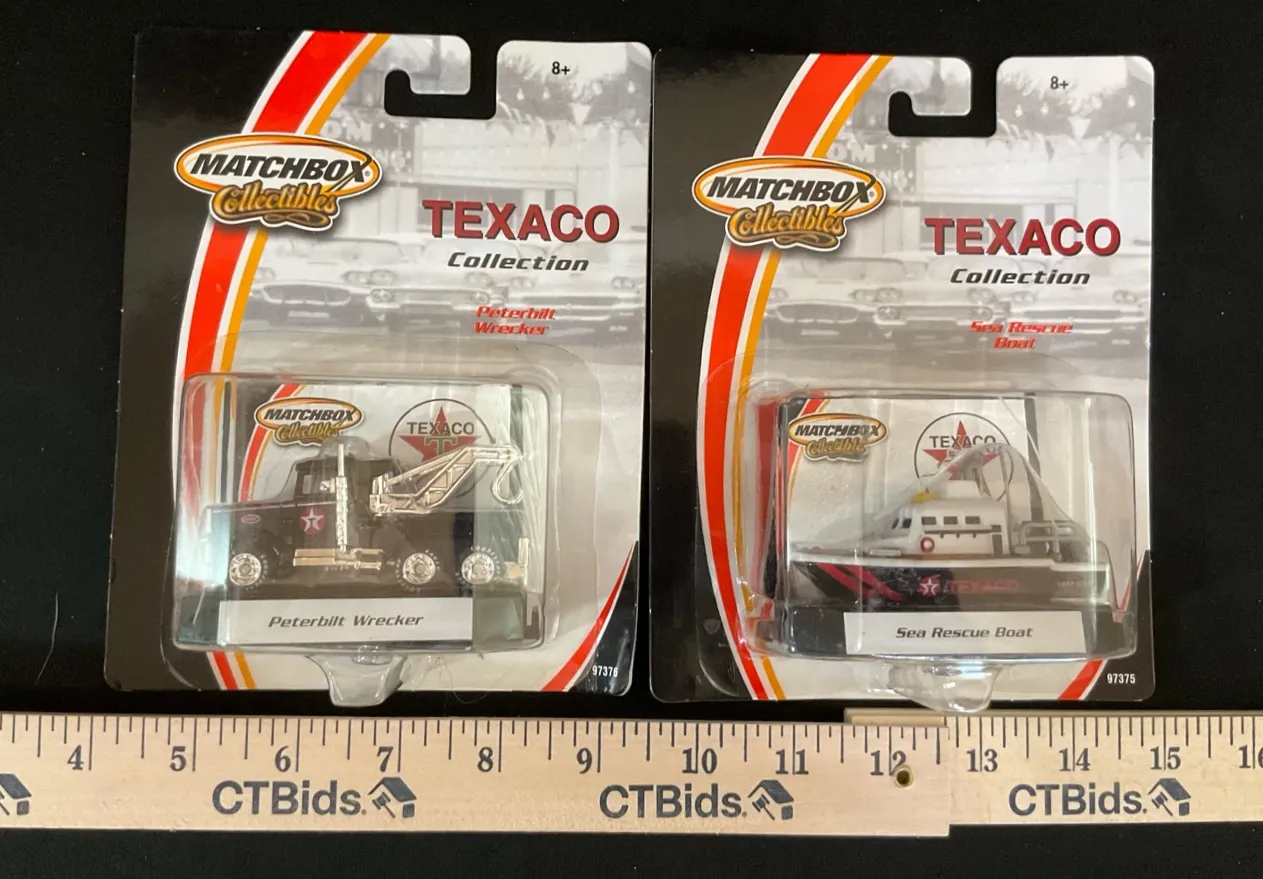 8+
MATCHBOX
Collectibles
TEXACO
Collection
Peterbilt
Wrecker
MATCHBOX
Collectibles
TEXACO
T
Peterbilt Wrecker
97376
8+
MATCHBOX
Collectibles
TEXACO
Collection
Sea Rescue
Boat
MATCHBOX
Collectibles
TEXACO
TEXACO
Sea Rescue Boat
97375
4 5 6 7 8 9 10 11 12 13 14 15 16
CTBids. CTBids. CTBids.